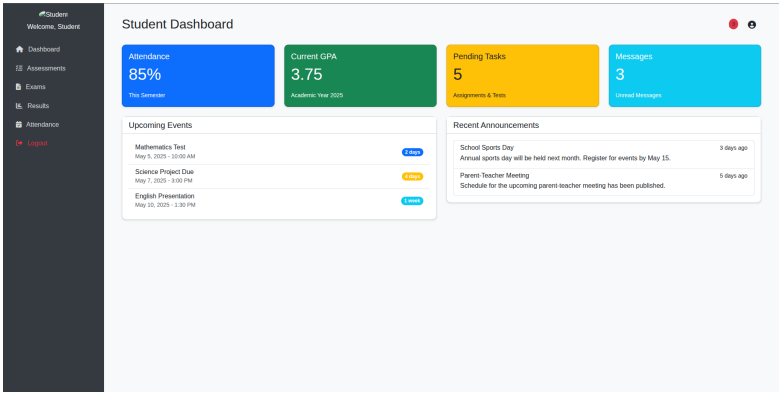 Student
Welcome, Student
Dashboard
Assessments
Exams
Results
Attendance
Logout
Student Dashboard
Attendance
85%
This Semester
Current GPA
3.75
Academic Year 2025
Pending Tasks
5
Assignments & Tests
Messages
3
Unread Messages
Upcoming Events
Mathematics Test
May 5, 2025 - 10:00 AM
2 days
Science Project Due
May 7, 2025 - 3:00 PM
4 days
English Presentation
May 10, 2025 - 1:30 PM
1 week
Recent Announcements
School Sports Day
3 days ago
Annual sports day will be held next month. Register for events by May 15.
Parent-Teacher Meeting
5 days ago
Schedule for the upcoming parent-teacher meeting has been published.